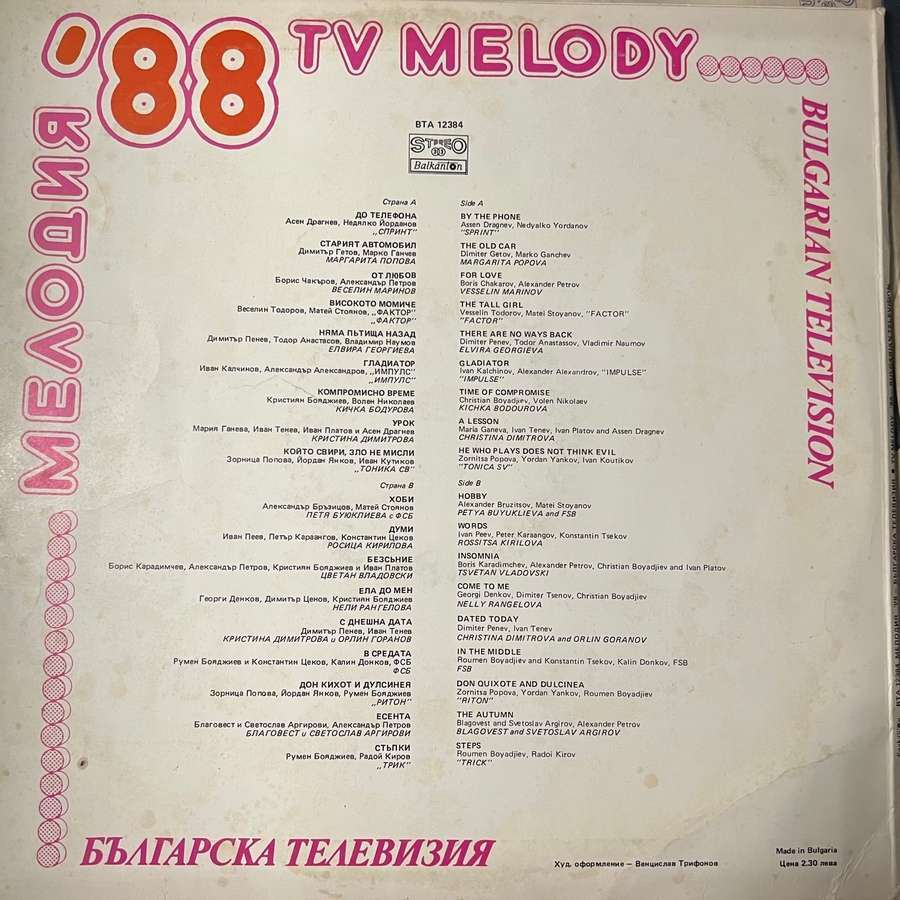 '88 TV MELODY
МЕЛОДИЯ
BULGARIAN TELEVISION
ВТА 12384
STEREO
Balkanton
Страна А
ДО ТЕЛЕФОНА
Асен Драгнев, Недялко Йорданов
„СПРИНТ"
СТАРИЯТ АВТОМОБИЛ
Димитър Гетов, Марко Ганчев
МАРГАРИТА ПОПОВА
ОТ ЛЮБОВ
Борис Чакъров, Александър Петров
ВЕСЕЛИН МАРИНОВ
ВИСОКОТО МОМИЧЕ
Веселин Тодоров, Матей Стоянов, „ФАКТОР"
„ФАКТОР"
НЯМА ПЪТИЩА НАЗАД
Димитър Пенев, Тодор Анастасов, Владимир Наумов
ЕЛВИРА ГЕОРГИЕВА
ГЛАДИАТОР
Иван Калчинов, Александър Александров, „ИМПУЛС"
„ИМПУЛС"
КОМПРОМИСНО ВРЕМЕ
Кристиян Бояджиев, Волен Николаев
КИЧКА БОДУРОВА
УРОК
Мария Ганева, Иван Тенев, Иван Платов и Асен Драгнев
КРИСТИНА ДИМИТРОВА
КОЙТО СВИРИ, ЗЛО НЕ МИСЛИ
Зорница Попова, Йордан Янков, Иван Кутиков
„ТОНИКА СВ"
Страна В
ХОБИ
Александър Бръзицов, Матей Стоянов
ПЕТЯ БУЮКЛИЕВА с ФСБ
ДУМИ
Иван Пеев, Петър Караангов, Константин Цеков
РОСИЦА КИРИЛОВА
БЕЗСЪНИЕ
Борис Карадимчев, Александър Петров, Кристиян Бояджиев и Иван Платов
ЦВЕТАН ВЛАДОВСКИ
ЕЛА ДО МЕН
Георги Денков, Димитър Ценов, Кристиян Бояджиев
НЕЛИ РАНГЕЛОВА
С ДНЕШНА ДАТА
Димитър Пенев, Иван Тенев
КРИСТИНА ДИМИТРОВА и ОРЛИН ГОРАНОВ
В СРЕДАТА
Румен Бояджиев и Константин Цеков, Калин Донков, ФСБ
ФСБ
ДОН КИХОТ И ДУЛСИНЕЯ
Зорница Попова, Йордан Янков, Румен Бояджиев
„РИТОН"
ЕСЕНТА
Благовест и Светослав Аргирови, Александър Петров
БЛАГОВЕСТ и СВЕТОСЛАВ АРГИРОВИ
СТЪПКИ
Румен Бояджиев, Радой Киров
„ТРИК"
Side A
BY THE PHONE
Assen Dragnev, Nedyalko Yordanov
"SPRINT"
THE OLD CAR
Dimiter Getov, Marko Ganchev
MARGARITA POPOVA
FOR LOVE
Boris Chakarov, Alexander Petrov
VESSELIN MARINOV
THE TALL GIRL
Vesselin Todorov, Matei Stoyanov, "FACTOR"
"FACTOR"
THERE ARE NO WAYS BACK
Dimiter Penev, Todor Anastassov, Vladimir Naumov
ELVIRA GEORGIEVA
GLADIATOR
Ivan Kalchinov, Alexander Alexandrov, "IMPULSE"
"IMPULSE"
TIME OF COMPROMISE
Christian Boyadjiev, Volen Nikolaev
KICHKA BODDUROVA
A LESSON
Maria Ganeva, Ivan Tenev, Ivan Platov and Assen Dragnev
CHRISTINA DIMITROVA
HE WHO PLAYS DOES NOT THINK EVIL
Zornitsa Popova, Yordan Yankov, Ivan Koutikov
"TONICA SV"
Side B
HOBBY
Alexander Bruzitsov, Matei Stoyanov
PETYA BUYUKLIEVA and FSB
WORDS
Ivan Peev, Peter Karaangov, Konstantin Tsekov
ROSSITSA KIRILOVA
INSOMNIA
Boris Karadimchev, Alexander Petrov, Christian Boyadjiev and Ivan Platov
TSVETAN VLADOVSKI
COME TO ME
Georgi Denkov, Dimiter Tsenov, Christian Boyadjiev
NELLY RANGELOVA
DATED TODAY
Dimiter Penev, Ivan Tenev
CHRISTINA DIMITROVA and ORLIN GORANOV
IN THE MIDDLE
Roumen Boyadjiev and Konstantin Tsekov, Kalin Donkov, FSB
FSB
DON QUIXOTE AND DULCINEA
Zornitsa Popova, Yordan Yankov, Roumen Boyadjiev
"RITON"
THE AUTUMN
Blagovest and Svetoslav Argirov, Alexander Petrov
BLAGOVEST and SVETOSLAV ARGIROV
STEPS
Roumen Boyadjiev, Radoi Kirov
"TRICK"
БЪЛГАРСКА ТЕЛЕВИЗИЯ
Худ. оформление – Венцислав Трифонов
Made in Bulgaria
Цена 2.30 лева